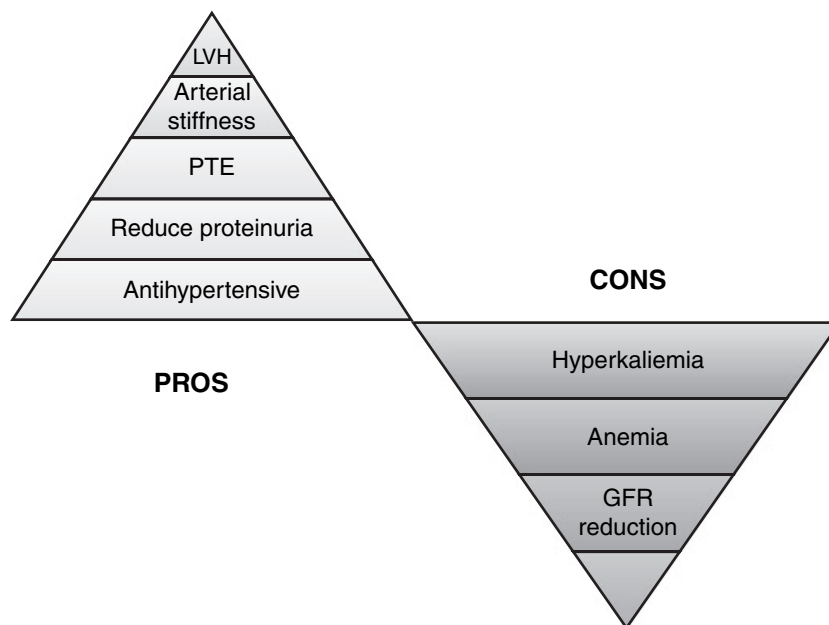 LVH
Arterial
stiffness
PTE
Reduce proteinuria
Antihypertensive
PROS
CONS
Hyperkaliemia
Anemia
GFR
reduction